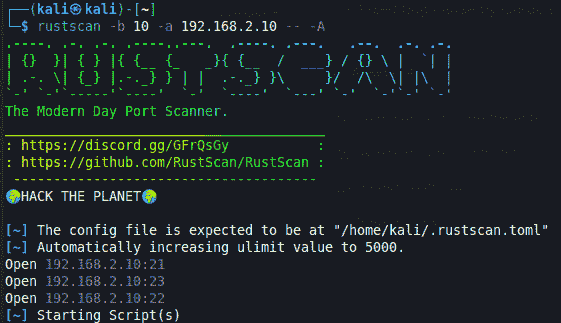 (kali㉿kali)-[~]
$ rustscan -b 10 -a 192.168.2.10 -- -A
.----. .-. .-. .----..---.  .----. .---.   .--.  .-. .-.
| {}  }| { } |{ {__ {_   _}{ {__  /  ___} / {} \ |  `| |
| .-. \| {_} |.-._} } | |  .-._} }\     }/  /\  \| |\  |
`-' `-'`-----'`----'  `-'  `----'  `---' `-'  `-'`-' `-'
The Modern Day Port Scanner.
________________________________________
: https://discord.gg/GFrQsGy           :
: https://github.com/RustScan/RustScan :
 --------------------------------------
🌍HACK THE PLANET🌍
[~] The config file is expected to be at "/home/kali/.rustscan.toml"
[~] Automatically increasing ulimit value to 5000.
Open 192.168.2.10:21
Open 192.168.2.10:23
Open 192.168.2.10:22
[~] Starting Script(s)